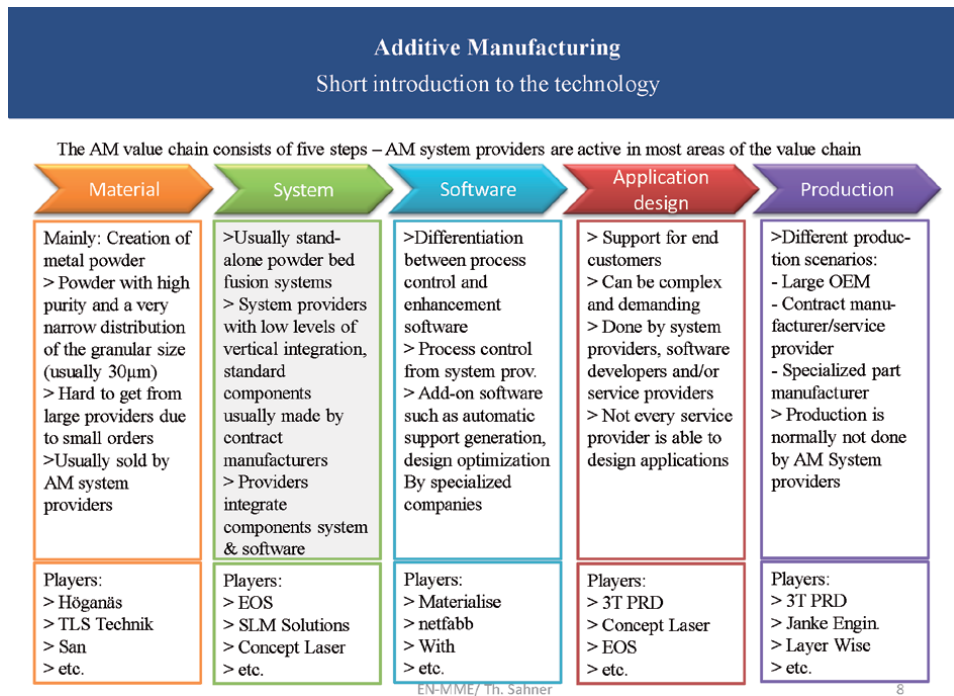 Additive Manufacturing
Short introduction to the technology
The AM value chain consists of five steps – AM system providers are active in most areas of the value chain
Material
Mainly: Creation of
metal powder
> Powder with high
purity and a very
narrow distribution
of the granular size
(usually 30µm)
> Hard to get from
large providers due
to small orders
>Usually sold by
AM system
providers
Players:
> Höganäs
> TLS Technik
> San
> etc.
System
>Usually stand-
alone powder bed
fusion systems
> System providers
with low levels of
vertical integration,
standard
components
usually made by
contract
manufacturers
> Providers
integrate
components system
& software
Players:
> EOS
> SLM Solutions
> Concept Laser
> etc.
Software
>Differentiation
between process
control and
enhancement
software
> Process control
from system prov.
> Add-on software
such as automatic
support generation,
design optimization
By specialized
companies
Players:
> Materialise
> netfabb
> With
> etc.
Application
design
> Support for end
customers
> Can be complex
and demanding
> Done by system
providers, software
developers and/or
service providers
> Not every service
provider is able to
design applications
Players:
> 3T PRD
> Concept Laser
> EOS
> etc.
Production
>Different produc-
tion scenarios:
- Large OEM
- Contract manu-
facturer/service
provider
- Specialized part
manufacturer
> Production is
normally not done
by AM System
providers
Players:
> 3T PRD
> Janke Engin.
> Layer Wise
> etc.
EN-MME/ Th. Sahner
8